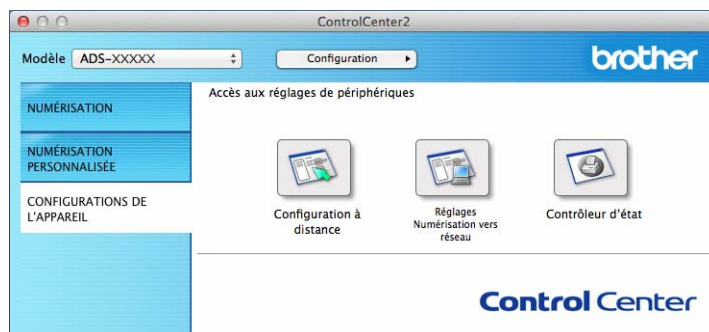 ControlCenter2
Modèle ADS-XXXXX Configuration brother
NUMÉRISATION
NUMÉRISATION
PERSONNALISÉE
CONFIGURATIONS DE
L'APPAREIL
Accès aux réglages de périphériques
Configuration à
distance
Réglages
Numérisation vers
réseau
Contrôleur d'état
Control Center